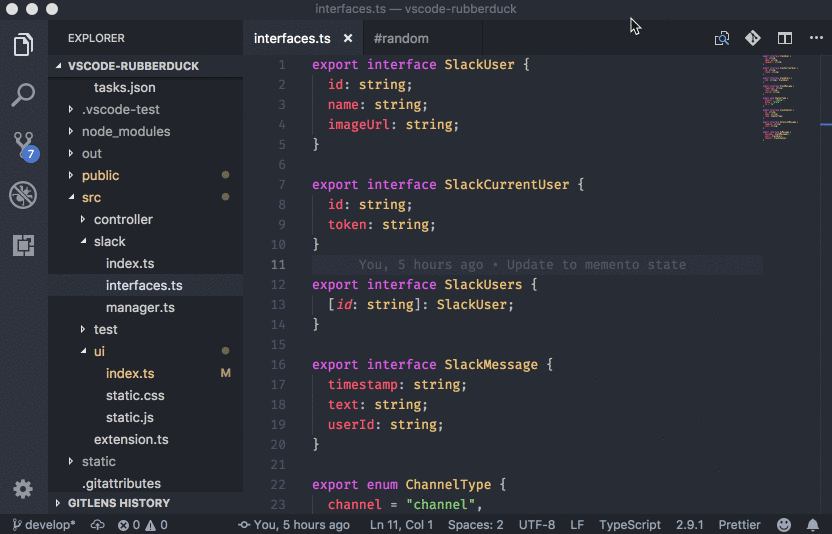 interfaces.ts — vscode-rubberduck
EXPLORER
VSCODE-RUBBERDUCK
tasks.json
.vscode-test
node_modules
out
public
src
controller
slack
index.ts
interfaces.ts
manager.ts
test
ui
index.ts M
static.css
static.js
extension.ts
static
.gitattributes
GITLENS HISTORY
7
interfaces.ts × #random
1 export interface SlackUser {
2 id: string;
3 name: string;
4 imageUrl: string;
5 }
6
7 export interface SlackCurrentUser {
8 id: string;
9 token: string;
10 }
11 You, 5 hours ago • Update to memento state
12 export interface SlackUsers {
13 [id: string]: SlackUser;
14 }
15
16 export interface SlackMessage {
17 timestamp: string;
18 text: string;
19 userId: string;
20 }
21
22 export enum ChannelType {
23 channel = "channel",
develop* 0 0 You, 5 hours ago Ln 11, Col 1 Spaces: 2 UTF-8 LF TypeScript 2.9.1 Prettier